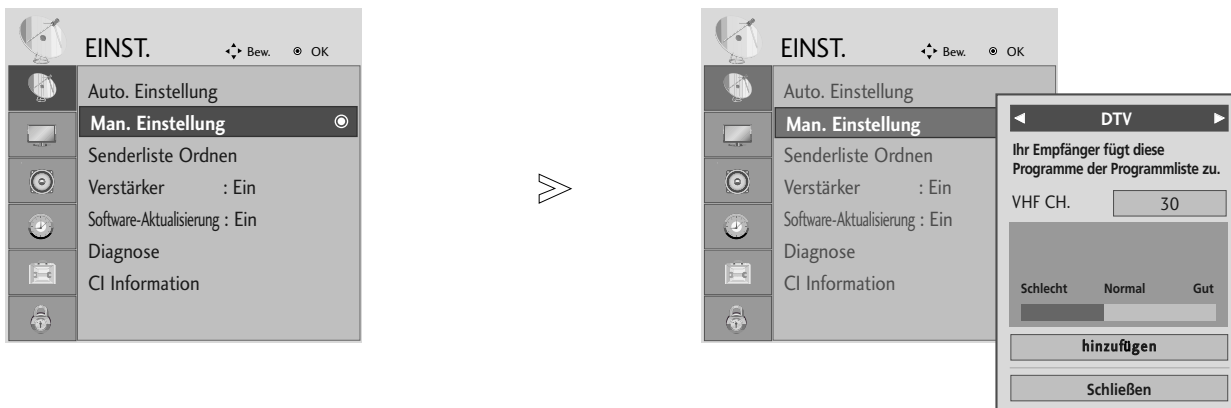 EINST. Bew. OK
Auto. Einstellung
Man. Einstellung
Senderliste Ordnen
Verstärker : Ein
Software-Aktualisierung : Ein
Diagnose
CI Information
EINST. Bew. OK
Auto. Einstellung
Man. Einstellung
Senderliste Ordnen
Verstärker : Ein
Software-Aktualisierung : Ein
Diagnose
CI Information
DTV
Ihr Empfänger fügt diese
Programme der Programmliste zu.
VHF CH. 30
Schlecht Normal Gut
hinzufügen
Schließen